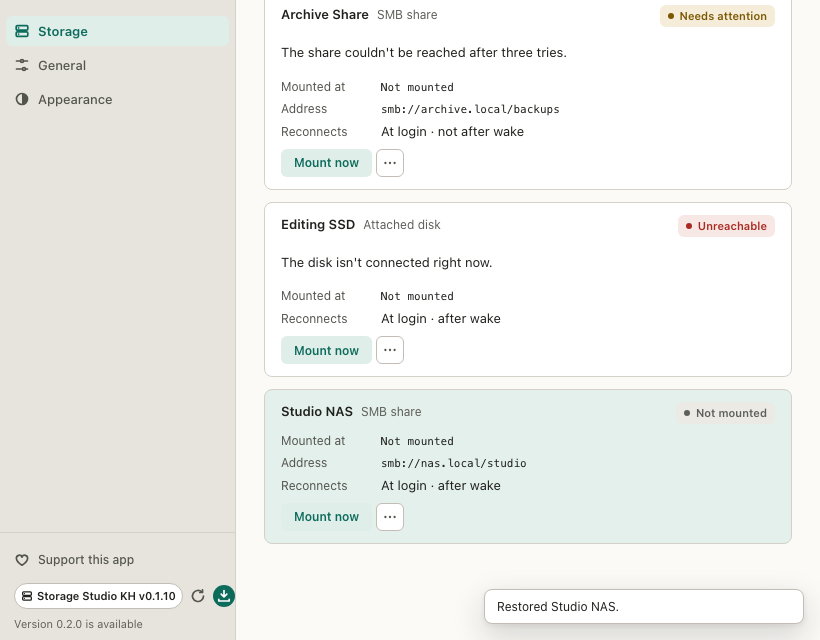 Storage
General
Appearance
Archive Share SMB share
Needs attention
The share couldn't be reached after three tries.
Mounted at Not mounted
Address smb://archive.local/backups
Reconnects At login · not after wake
Mount now ...
Editing SSD Attached disk
Unreachable
The disk isn't connected right now.
Mounted at Not mounted
Reconnects At login · after wake
Mount now ...
Studio NAS SMB share
Not mounted
Mounted at Not mounted
Address smb://nas.local/studio
Reconnects At login · after wake
Mount now ...
Support this app
Storage Studio KH v0.1.10
Version 0.2.0 is available
Restored Studio NAS.